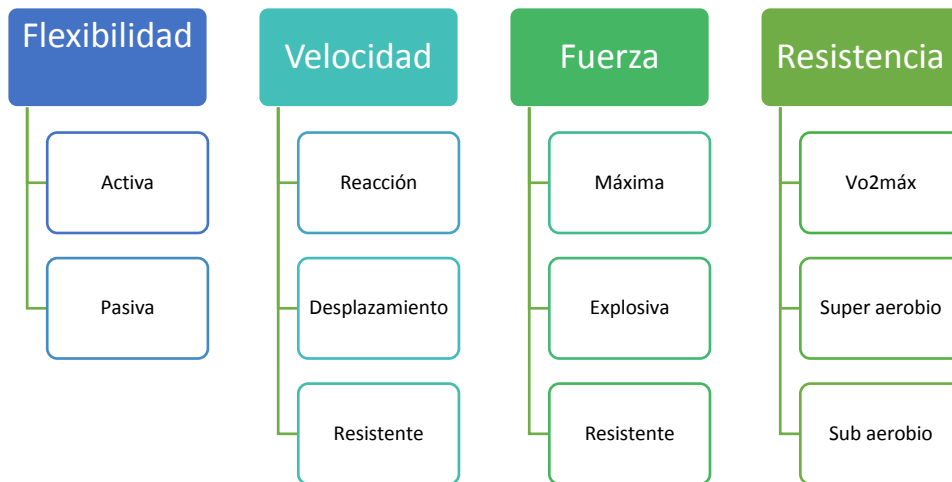 Flexibilidad
Activa
Pasiva
Velocidad
Reacción
Desplazamiento
Resistente
Fuerza
Máxima
Explosiva
Resistente
Resistencia
Vo2máx
Super aerobio
Sub aerobio